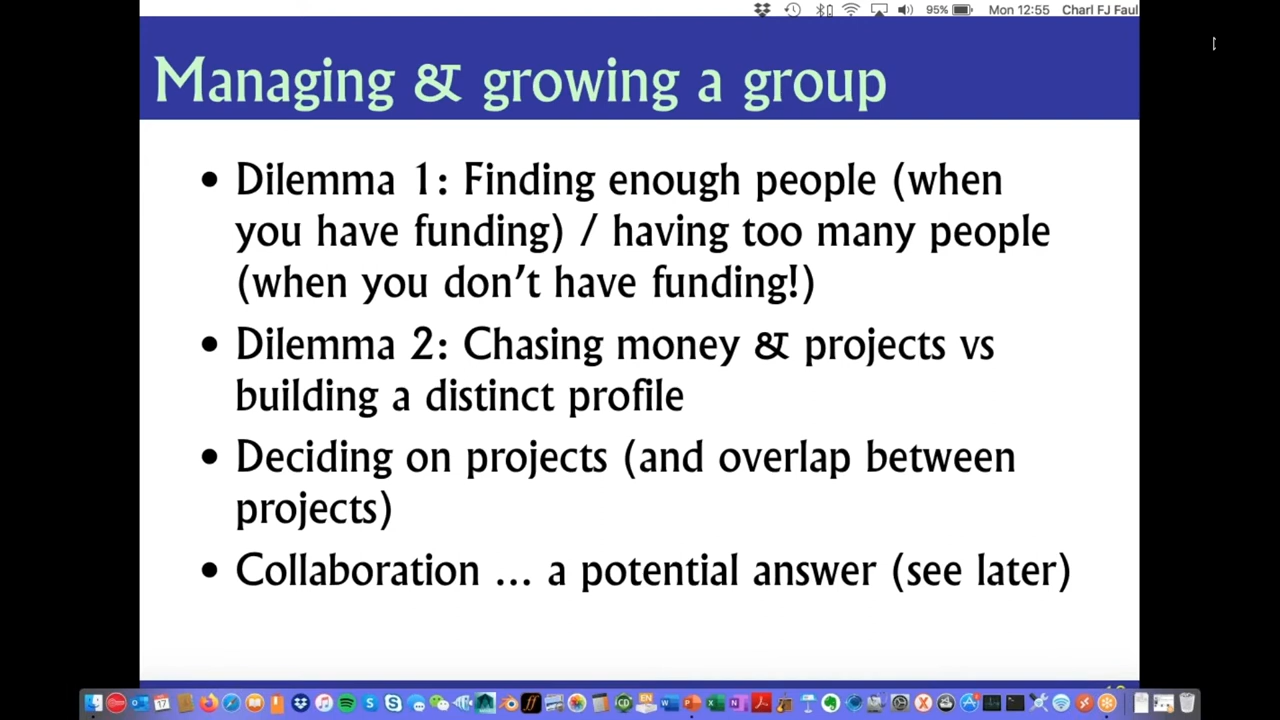 95% Mon 12:55 Charl FJ Faul
Managing & growing a group
• Dilemma 1: Finding enough people (when
you have funding) / having too many people
(when you don’t have funding!)
• Dilemma 2: Chasing money & projects vs
building a distinct profile
• Deciding on projects (and overlap between
projects)
• Collaboration ... a potential answer (see later)
17